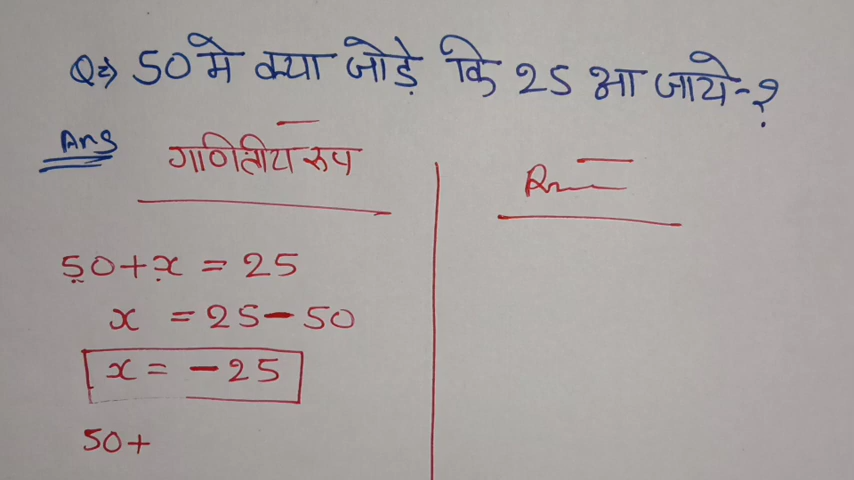 Q⇒ 50 मे क्या जोड़े कि 25 आ जाये-?
Ans
गणितीय रूप
50+x = 25
x = 25-50
x = -25
50+